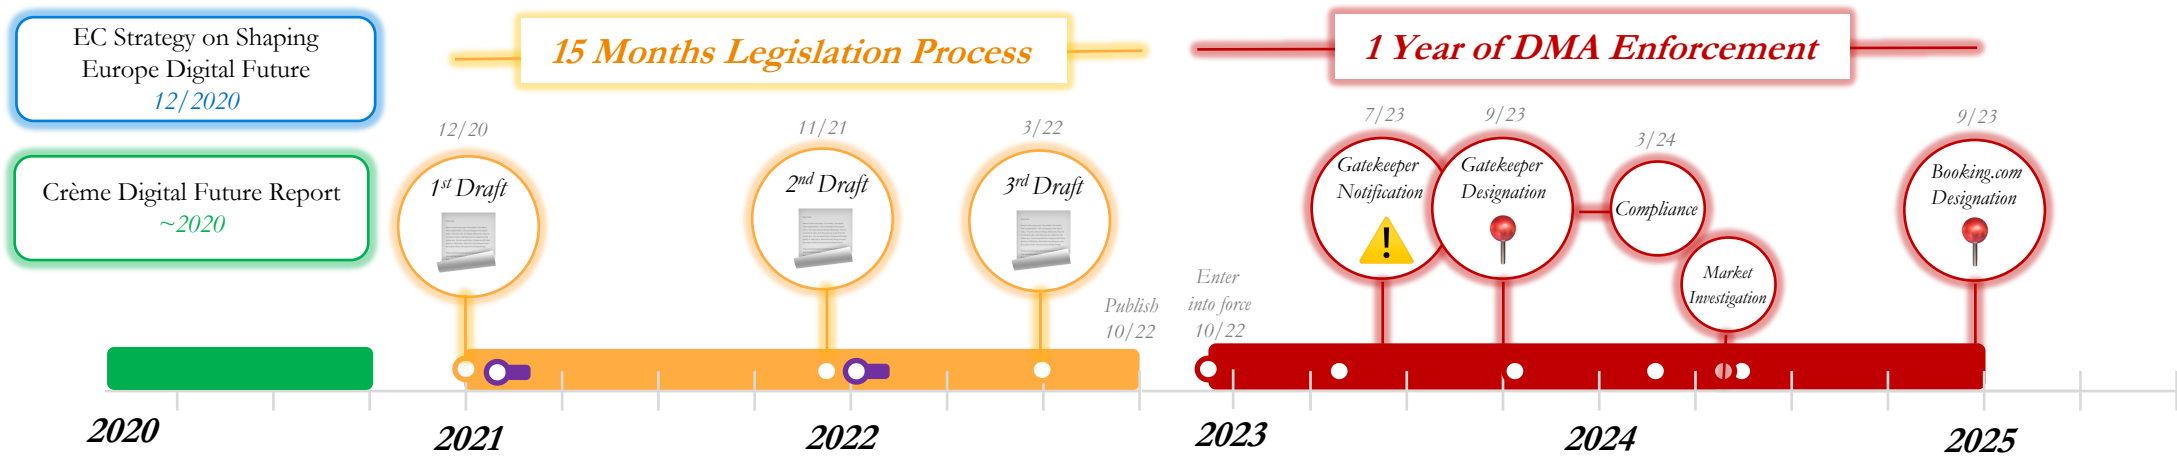 EC Strategy on Shaping
Europe Digital Future
12/2020
Crème Digital Future Report
~2020
15 Months Legislation Process
1 Year of DMA Enforcement
12/20
1st Draft
11/21
2nd Draft
3/22
3rd Draft
Publish
10/22
Enter
into force
10/22
7/23
Gatekeeper
Notification
9/23
Gatekeeper
Designation
3/24
Compliance
Market
Investigation
9/23
Booking.com
Designation
2020
2021
2022
2023
2024
2025